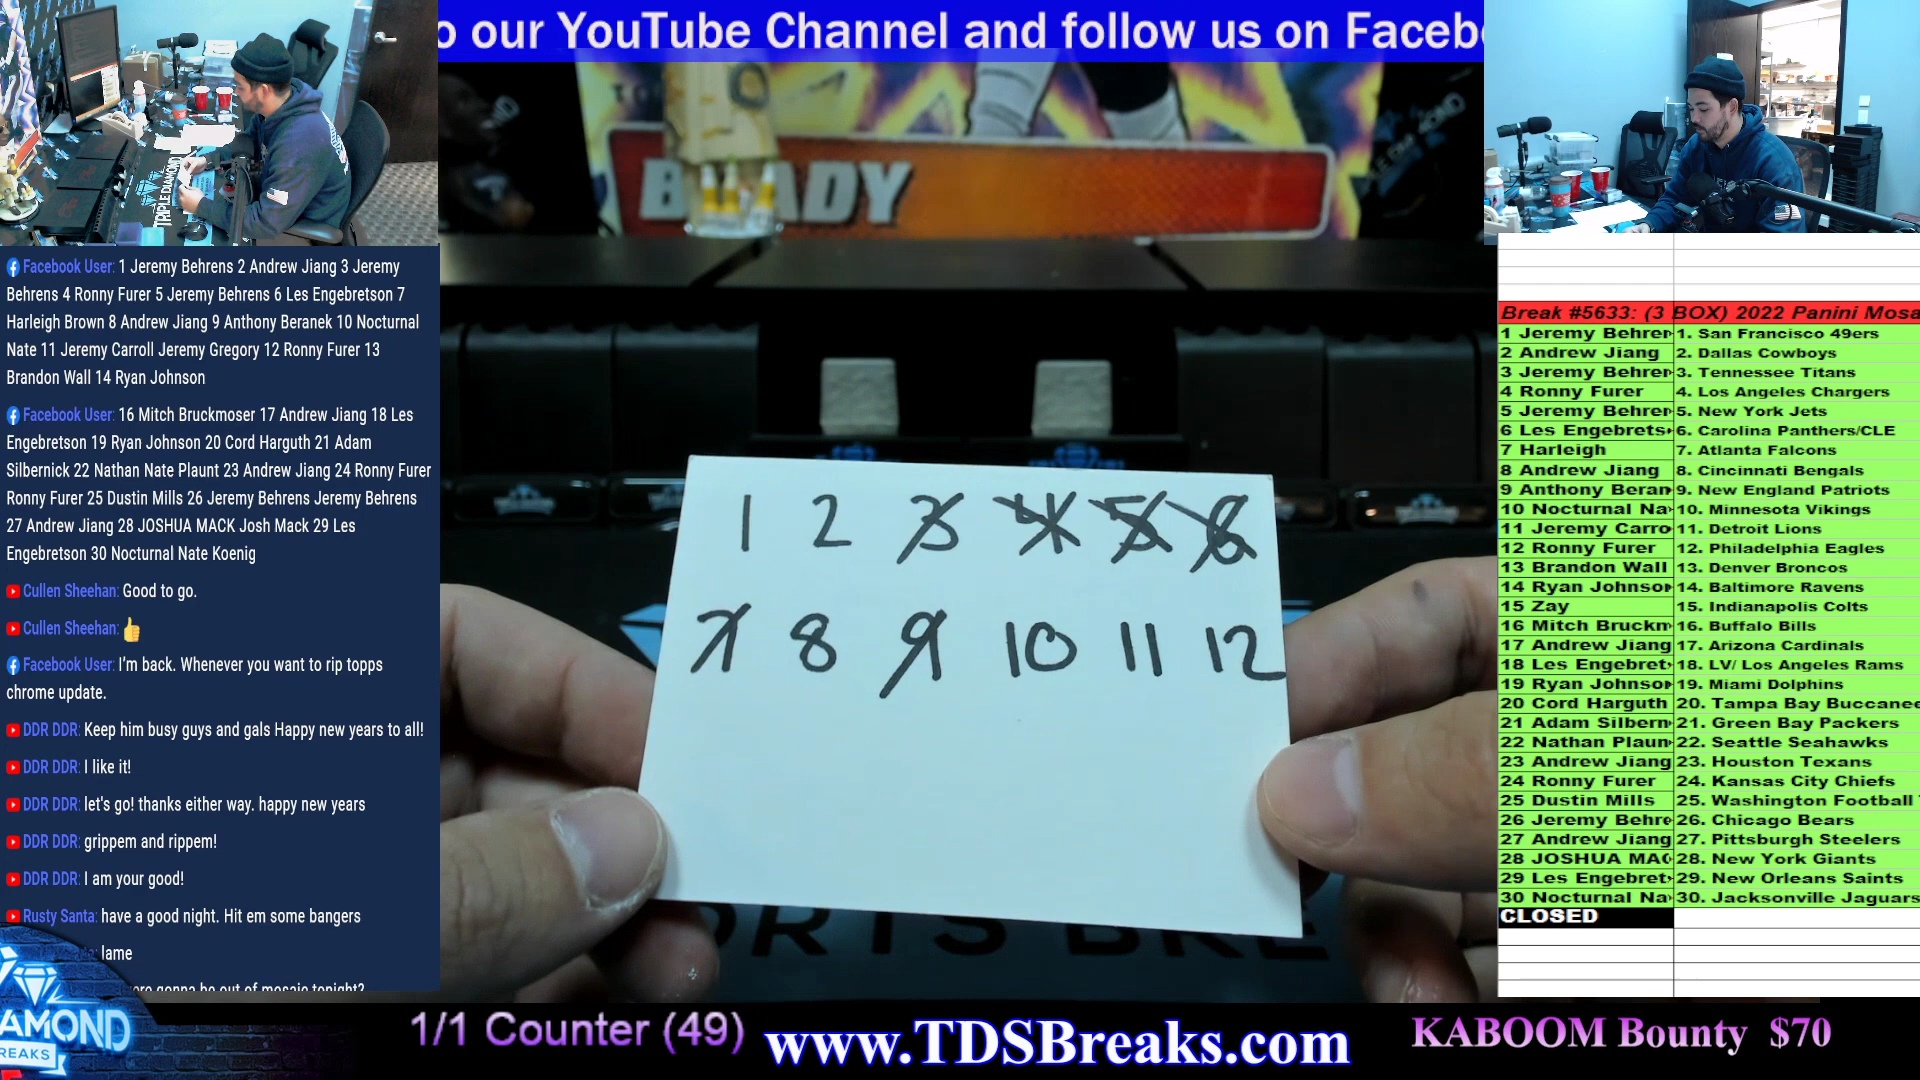 o our YouTube Channel and follow us on Facebo
BRADY
TRIPLE DIAMOND
Facebook User: 1 Jeremy Behrens 2 Andrew Jiang 3 Jeremy
Behrens 4 Ronny Furer 5 Jeremy Behrens 6 Les Engebretson 7
Harleigh Brown 8 Andrew Jiang 9 Anthony Beranek 10 Nocturnal
Nate 11 Jeremy Carroll Jeremy Gregory 12 Ronny Furer 13
Brandon Wall 14 Ryan Johnson
Facebook User: 16 Mitch Bruckmoser 17 Andrew Jiang 18 Les
Engebretson 19 Ryan Johnson 20 Cord Harguth 21 Adam
Silbernick 22 Nathan Nate Plaunt 23 Andrew Jiang 24 Ronny Furer
Ronny Furer 25 Dustin Mills 26 Jeremy Behrens Jeremy Behrens
27 Andrew Jiang 28 JOSHUA MACK Josh Mack 29 Les
Engebretson 30 Nocturnal Nate Koenig
Cullen Sheehan: Good to go.
Cullen Sheehan: 👍
Facebook User: I'm back. Whenever you want to rip topps
chrome update.
DDR DDR: Keep him busy guys and gals Happy new years to all!
DDR DDR: I like it!
DDR DDR: let's go! thanks either way. happy new years
DDR DDR: grippem and rippem!
DDR DDR: I am your good!
Rusty Santa: have a good night. Hit em some bangers
lame
ere gonna be out of mosaic tonight?
1 2 3 4 5 6
7 8 9 10 11 12
ORTS BRE
Break #5633: (3 BOX) 2022 Panini Mosa
1 Jeremy Behren 1. San Francisco 49ers
2 Andrew Jiang 2. Dallas Cowboys
3 Jeremy Behren 3. Tennessee Titans
4 Ronny Furer 4. Los Angeles Chargers
5 Jeremy Behren 5. New York Jets
6 Les Engebrets 6. Carolina Panthers/CLE
7 Harleigh 7. Atlanta Falcons
8 Andrew Jiang 8. Cincinnati Bengals
9 Anthony Beran 9. New England Patriots
10 Nocturnal Na 10. Minnesota Vikings
11 Jeremy Carro 11. Detroit Lions
12 Ronny Furer 12. Philadelphia Eagles
13 Brandon Wall 13. Denver Broncos
14 Ryan Johnson 14. Baltimore Ravens
15 Zay 15. Indianapolis Colts
16 Mitch Bruckm 16. Buffalo Bills
17 Andrew Jiang 17. Arizona Cardinals
18 Les Engebret 18. LV/ Los Angeles Rams
19 Ryan Johnson 19. Miami Dolphins
20 Cord Harguth 20. Tampa Bay Buccanee
21 Adam Silbern 21. Green Bay Packers
22 Nathan Plaun 22. Seattle Seahawks
23 Andrew Jiang 23. Houston Texans
24 Ronny Furer 24. Kansas City Chiefs
25 Dustin Mills 25. Washington Football
26 Jeremy Behre 26. Chicago Bears
27 Andrew Jiang 27. Pittsburgh Steelers
28 JOSHUA MAC 28. New York Giants
29 Les Engebret 29. New Orleans Saints
30 Nocturnal Na 30. Jacksonville Jaguars
CLOSED
AMOND
REAKS
1/1 Counter (49)
www.TDSBreaks.com
KABOOM Bounty $70